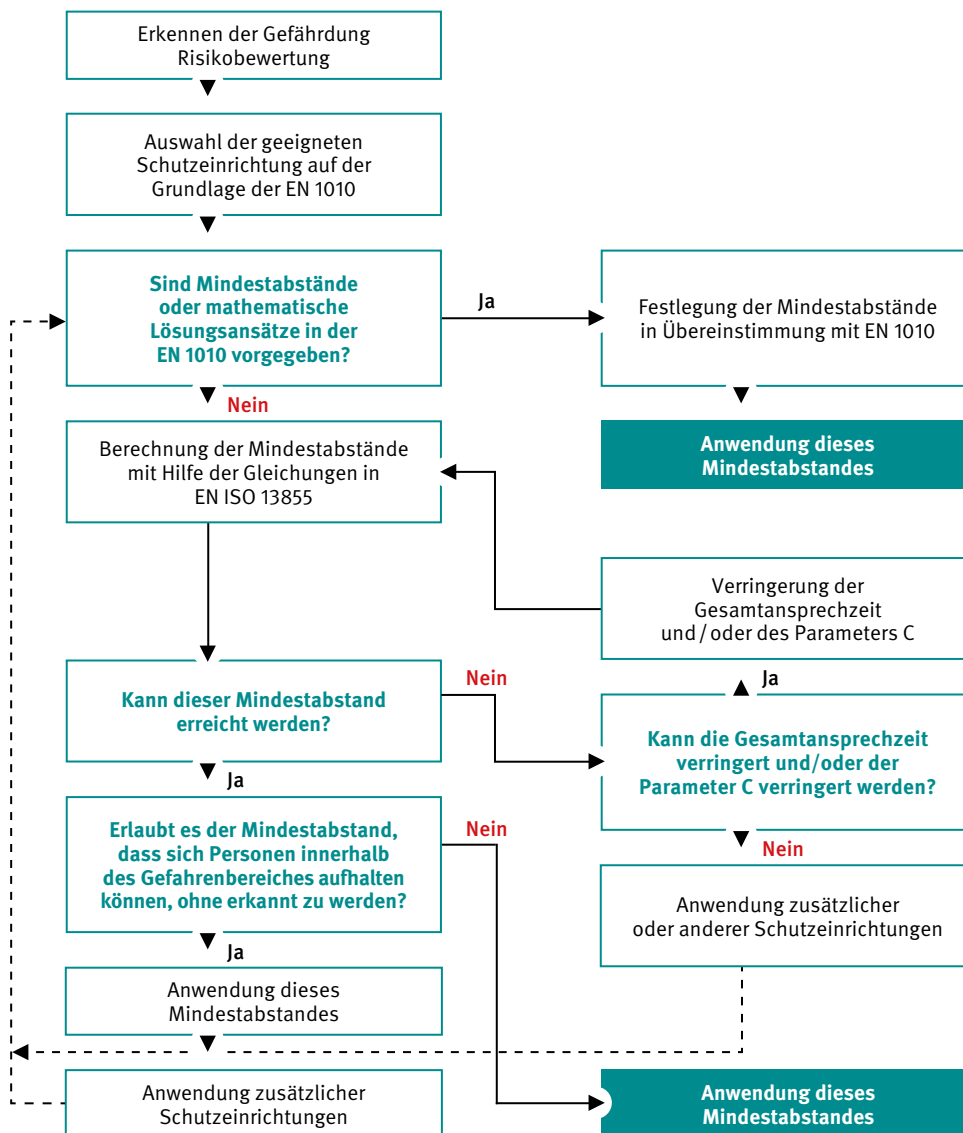 Erkennen der Gefährdung
Risikobewertung
Auswahl der geeigneten
Schutzeinrichtung auf der
Grundlage der EN 1010
Sind Mindestabstände
oder mathematische
Lösungsansätze in der
EN 1010 vorgegeben?
Ja
Festlegung der Mindestabstände
in Übereinstimmung mit EN 1010
Nein
Anwendung dieses
Mindestabstandes
Berechnung der Mindestabstände
mit Hilfe der Gleichungen in
EN ISO 13855
Verringerung der
Gesamtansprechzeit
und/oder des Parameters C
Kann dieser Mindestabstand
erreicht werden?
Nein
Ja
Kann die Gesamtansprechzeit
verringert und/oder der
Parameter C verringert werden?
Ja
Erlaubt es der Mindestabstand,
dass sich Personen innerhalb
des Gefahrenbereiches aufhalten
können, ohne erkannt zu werden?
Nein
Nein
Anwendung zusätzlicher
oder anderer Schutzeinrichtungen
Ja
Anwendung dieses
Mindestabstandes
Anwendung zusätzlicher
Schutzeinrichtungen
Anwendung dieses
Mindestabstandes